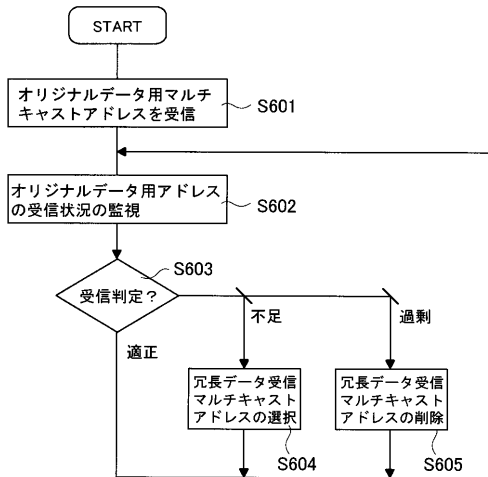 START
オリジナルデータ用マルチ
キャストアドレスを受信
S601
オリジナルデータ用アドレス
の受信状況の監視
S602
S603
受信判定?
不足
過剰
適正
冗長データ受信
マルチキャスト
アドレスの選択
冗長データ受信
マルチキャスト
アドレスの削除
S604
S605